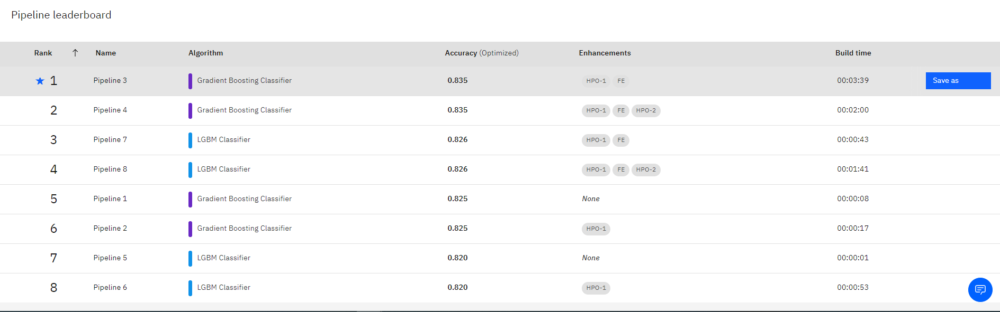 Pipeline leaderboard
Rank Name Algorithm Accuracy (Optimized) Enhancements Build time
1 Pipeline 3 Gradient Boosting Classifier 0.835 HPO-1 FE 00:03:39 Save as
2 Pipeline 4 Gradient Boosting Classifier 0.835 HPO-1 FE HPO-2 00:02:00
3 Pipeline 7 LGBM Classifier 0.826 HPO-1 FE 00:00:43
4 Pipeline 8 LGBM Classifier 0.826 HPO-1 FE HPO-2 00:01:41
5 Pipeline 1 Gradient Boosting Classifier 0.825 None 00:00:08
6 Pipeline 2 Gradient Boosting Classifier 0.825 HPO-1 00:00:17
7 Pipeline 5 LGBM Classifier 0.820 None 00:00:01
8 Pipeline 6 LGBM Classifier 0.820 HPO-1 00:00:53